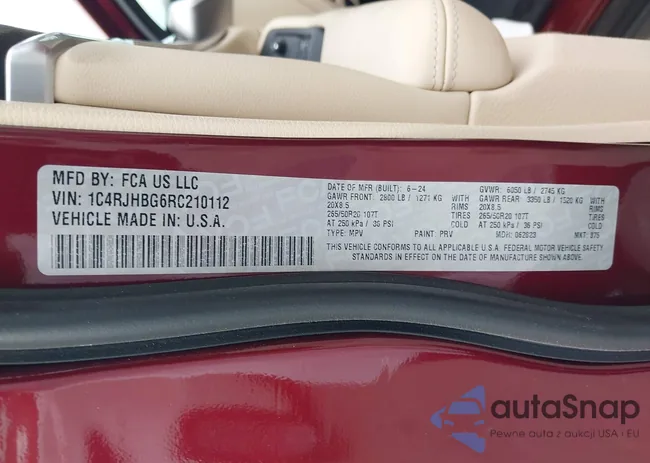 MFD BY: FCA US LLC
VIN: 1C4RJHBG6RC210112
VEHICLE MADE IN: U.S.A.
DATE OF MFR (BUILT): 6-24 GVWR: 6050 LB / 2745 KG
GAWR FRONT: 2800 LB / 1271 KG WITH GAWR REAR: 3350 LB / 1520 KG WITH
20X8.5 RIMS 20X8.5 RIMS
265/50R20 107T TIRES 265/50R20 107T TIRES
AT 250 kPa / 36 PSI COLD AT 250 kPa / 36 PSI COLD
TYPE: MPV PAINT: PRV MDH: 062823 MKT: 375
THIS VEHICLE CONFORMS TO ALL APPLICABLE U.S.A. FEDERAL MOTOR VEHICLE SAFETY
STANDARDS IN EFFECT ON THE DATE OF MANUFACTURE SHOWN ABOVE.
autaSnap
Pewne auta z aukcji USA i EU